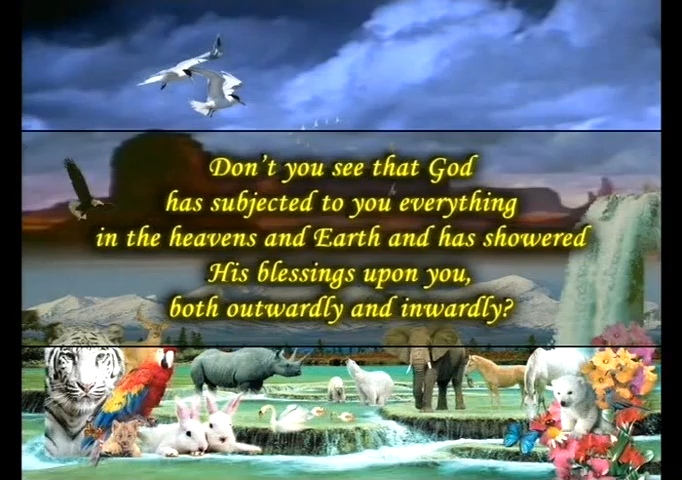 Don't you see that God
has subjected to you everything
in the heavens and Earth and has showered
His blessings upon you,
both outwardly and inwardly?